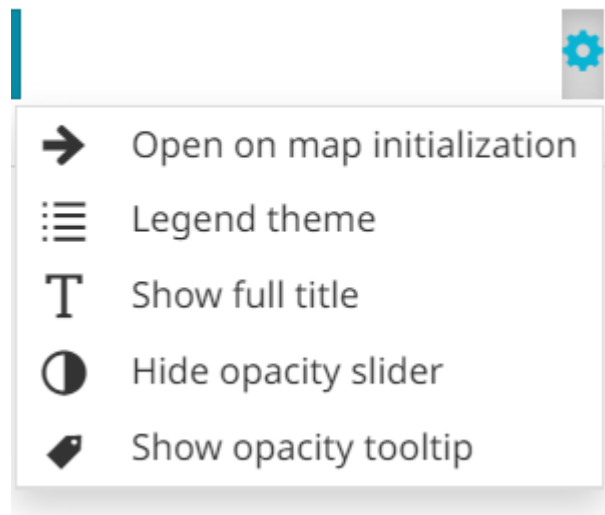 Open on map initialization
Legend theme
Show full title
Hide opacity slider
Show opacity tooltip